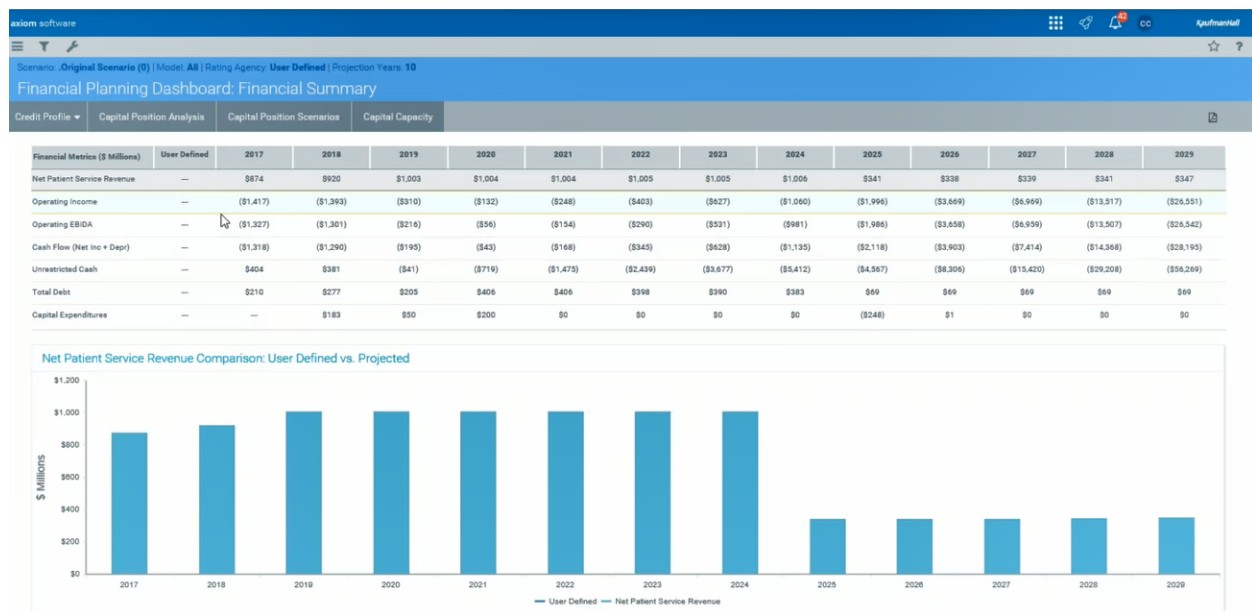 axiom software
42
CC
KaufmanHall
?
Scenario: .Original Scenario (0) | Model: All | Rating Agency: User Defined | Projection Years: 10
Financial Planning Dashboard: Financial Summary
Credit Profile Capital Position Analysis Capital Position Scenarios Capital Capacity
Financial Metrics ($ Millions) User Defined 2017 2018 2019 2020 2021 2022 2023 2024 2025 2026 2027 2028 2029
Net Patient Service Revenue — $874 $920 $1,003 $1,004 $1,004 $1,005 $1,005 $1,006 $341 $338 $339 $341 $347
Operating Income — ($1,417) ($1,393) ($310) ($132) ($248) ($403) ($627) ($1,060) ($1,996) ($3,669) ($6,969) ($13,517) ($26,551)
Operating EBIDA — ($1,327) ($1,301) ($216) ($56) ($154) ($290) ($531) ($981) ($1,986) ($3,658) ($6,959) ($13,507) ($26,542)
Cash Flow (Net Inc + Depr) — ($1,318) ($1,290) ($195) ($43) ($168) ($345) ($628) ($1,135) ($2,118) ($3,903) ($7,414) ($14,368) ($28,195)
Unrestricted Cash — $404 $381 ($41) ($719) ($1,475) ($2,439) ($3,677) ($5,412) ($4,567) ($8,306) ($15,420) ($29,208) ($56,269)
Total Debt — $210 $277 $205 $406 $406 $398 $390 $383 $69 $69 $69 $69 $69
Capital Expenditures — — $183 $50 $200 $0 $0 $0 $0 ($248) $1 $0 $0 $0
Net Patient Service Revenue Comparison: User Defined vs. Projected
$ Millions
$1,200
$1,000
$800
$600
$400
$200
$0
2017 2018 2019 2020 2021 2022 2023 2024 2025 2026 2027 2028 2029
User Defined Net Patient Service Revenue